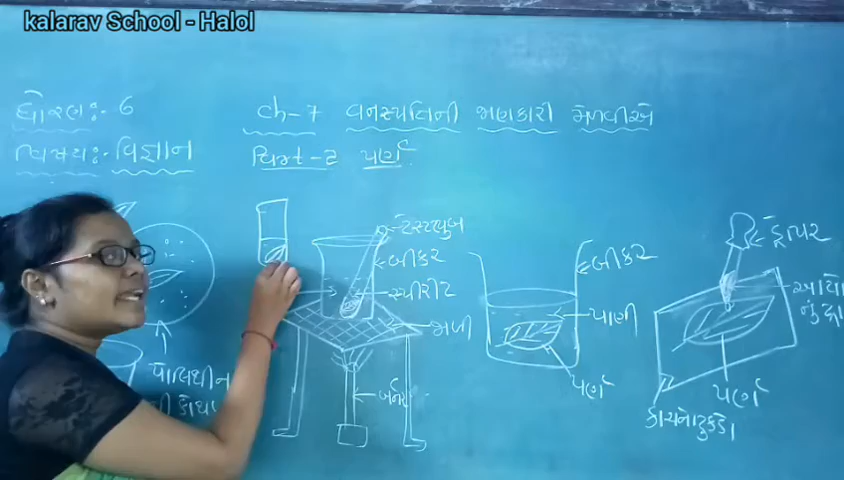 kalarav School - Halol
ધોરણ :- 6
ch-7 વનસ્પતિની જાણકારી મેળવીએ
વિષય :- વિજ્ઞાન
ચિત્ર-2 પર્ણ
ટેસ્ટટ્યુબ
બીકર
સ્પીરીટ
જાળી
બર્નર
પોલિથીન
ની કોથ
બીકર
પાણી
પર્ણ
ડ્રોપર
આયો
નું દ્રા
પર્ણ
કાચનો ટુકડો